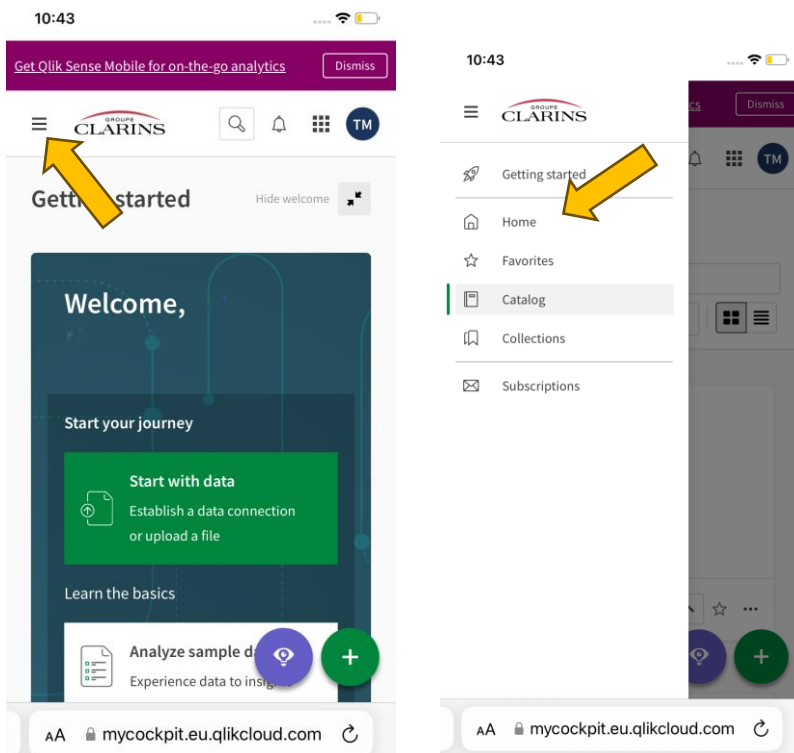 10:43
Get Qlik Sense Mobile for on-the-go analytics
Dismiss
GROUPE
CLARINS
TM
Getting started
Hide welcome
Welcome,
Start your journey
Start with data
Establish a data connection
or upload a file
Learn the basics
Analyze sample d
Experience data to insig
+
AA mycockpit.eu.qlikcloud.com
10:43
GROUPE
CLARINS
cs
Dismiss
TM
Getting started
Home
Favorites
Catalog
Collections
Subscriptions
+
AA mycockpit.eu.qlikcloud.com